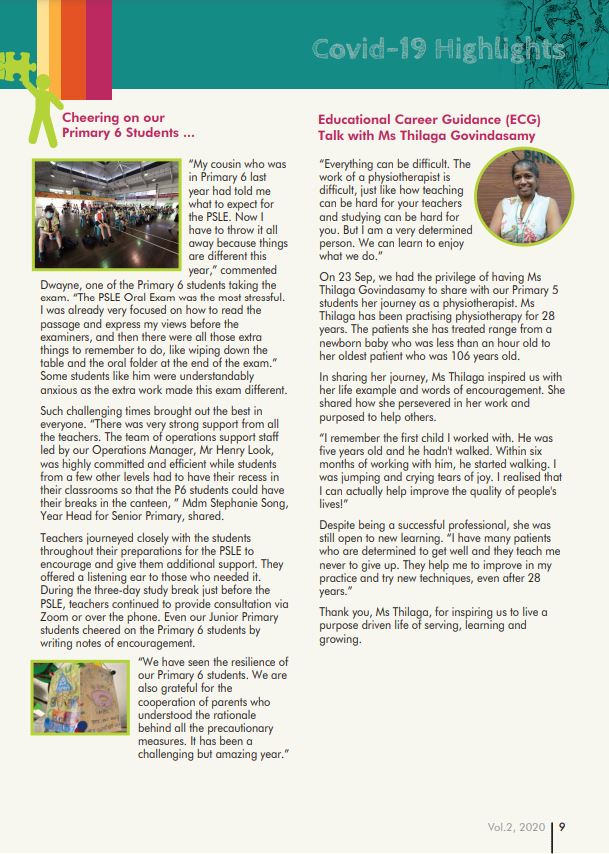 Covid-19 Highlights
Cheering on our
Primary 6 Students ...
“My cousin who was
in Primary 6 last
year had told me
what to expect for
the PSLE. Now I
have to throw it all
away because things
are different this
year,” commented
Dwayne, one of the Primary 6 students taking the
exam. “The PSLE Oral Exam was the most stressful.
I was already very focused on how to read the
passage and express my views before the
examiners, and then there were all those extra
things to remember to do, like wiping down the
table and the oral folder at the end of the exam.”
Some students like him were understandably
anxious as the extra work made this exam different.
Such challenging times brought out the best in
everyone. “There was very strong support from all
the teachers. The team of operations support staff
led by our Operations Manager, Mr Henry Look,
was highly committed and efficient while students
from a few other levels had to have their recess in
their classrooms so that the P6 students could have
their breaks in the canteen, ” Mdm Stephanie Song,
Year Head for Senior Primary, shared.
Teachers journeyed closely with the students
throughout their preparations for the PSLE to
encourage and give them additional support. They
offered a listening ear to those who needed it.
During the three-day study break just before the
PSLE, teachers continued to provide consultation via
Zoom or over the phone. Even our Junior Primary
students cheered on the Primary 6 students by
writing notes of encouragement.
“We have seen the resilience of
our Primary 6 students. We are
also grateful for the
cooperation of parents who
understood the rationale
behind all the precautionary
measures. It has been a
challenging but amazing year.”
Educational Career Guidance (ECG)
Talk with Ms Thilaga Govindasamy
“Everything can be difficult. The
work of a physiotherapist is
difficult, just like how teaching
can be hard for your teachers
and studying can be hard for
you. But I am a very determined
person. We can learn to enjoy
what we do.”
On 23 Sep, we had the privilege of having Ms
Thilaga Govindasamy to share with our Primary 5
students her journey as a physiotherapist. Ms
Thilaga has been practising physiotherapy for 28
years. The patients she has treated range from a
newborn baby who was less than an hour old to
her oldest patient who was 106 years old.
In sharing her journey, Ms Thilaga inspired us with
her life example and words of encouragement. She
shared how she persevered in her work and
purposed to help others.
“I remember the first child I worked with. He was
five years old and he hadn't walked. Within six
months of working with him, he started walking. I
was jumping and crying tears of joy. I realised that
I can actually help improve the quality of people's
lives!”
Despite being a successful professional, she was
still open to new learning. “I have many patients
who are determined to get well and they teach me
never to give up. They help me to improve in my
practice and try new techniques, even after 28
years.”
Thank you, Ms Thilaga, for inspiring us to live a
purpose driven life of serving, learning and
growing.
Vol.2, 2020 9